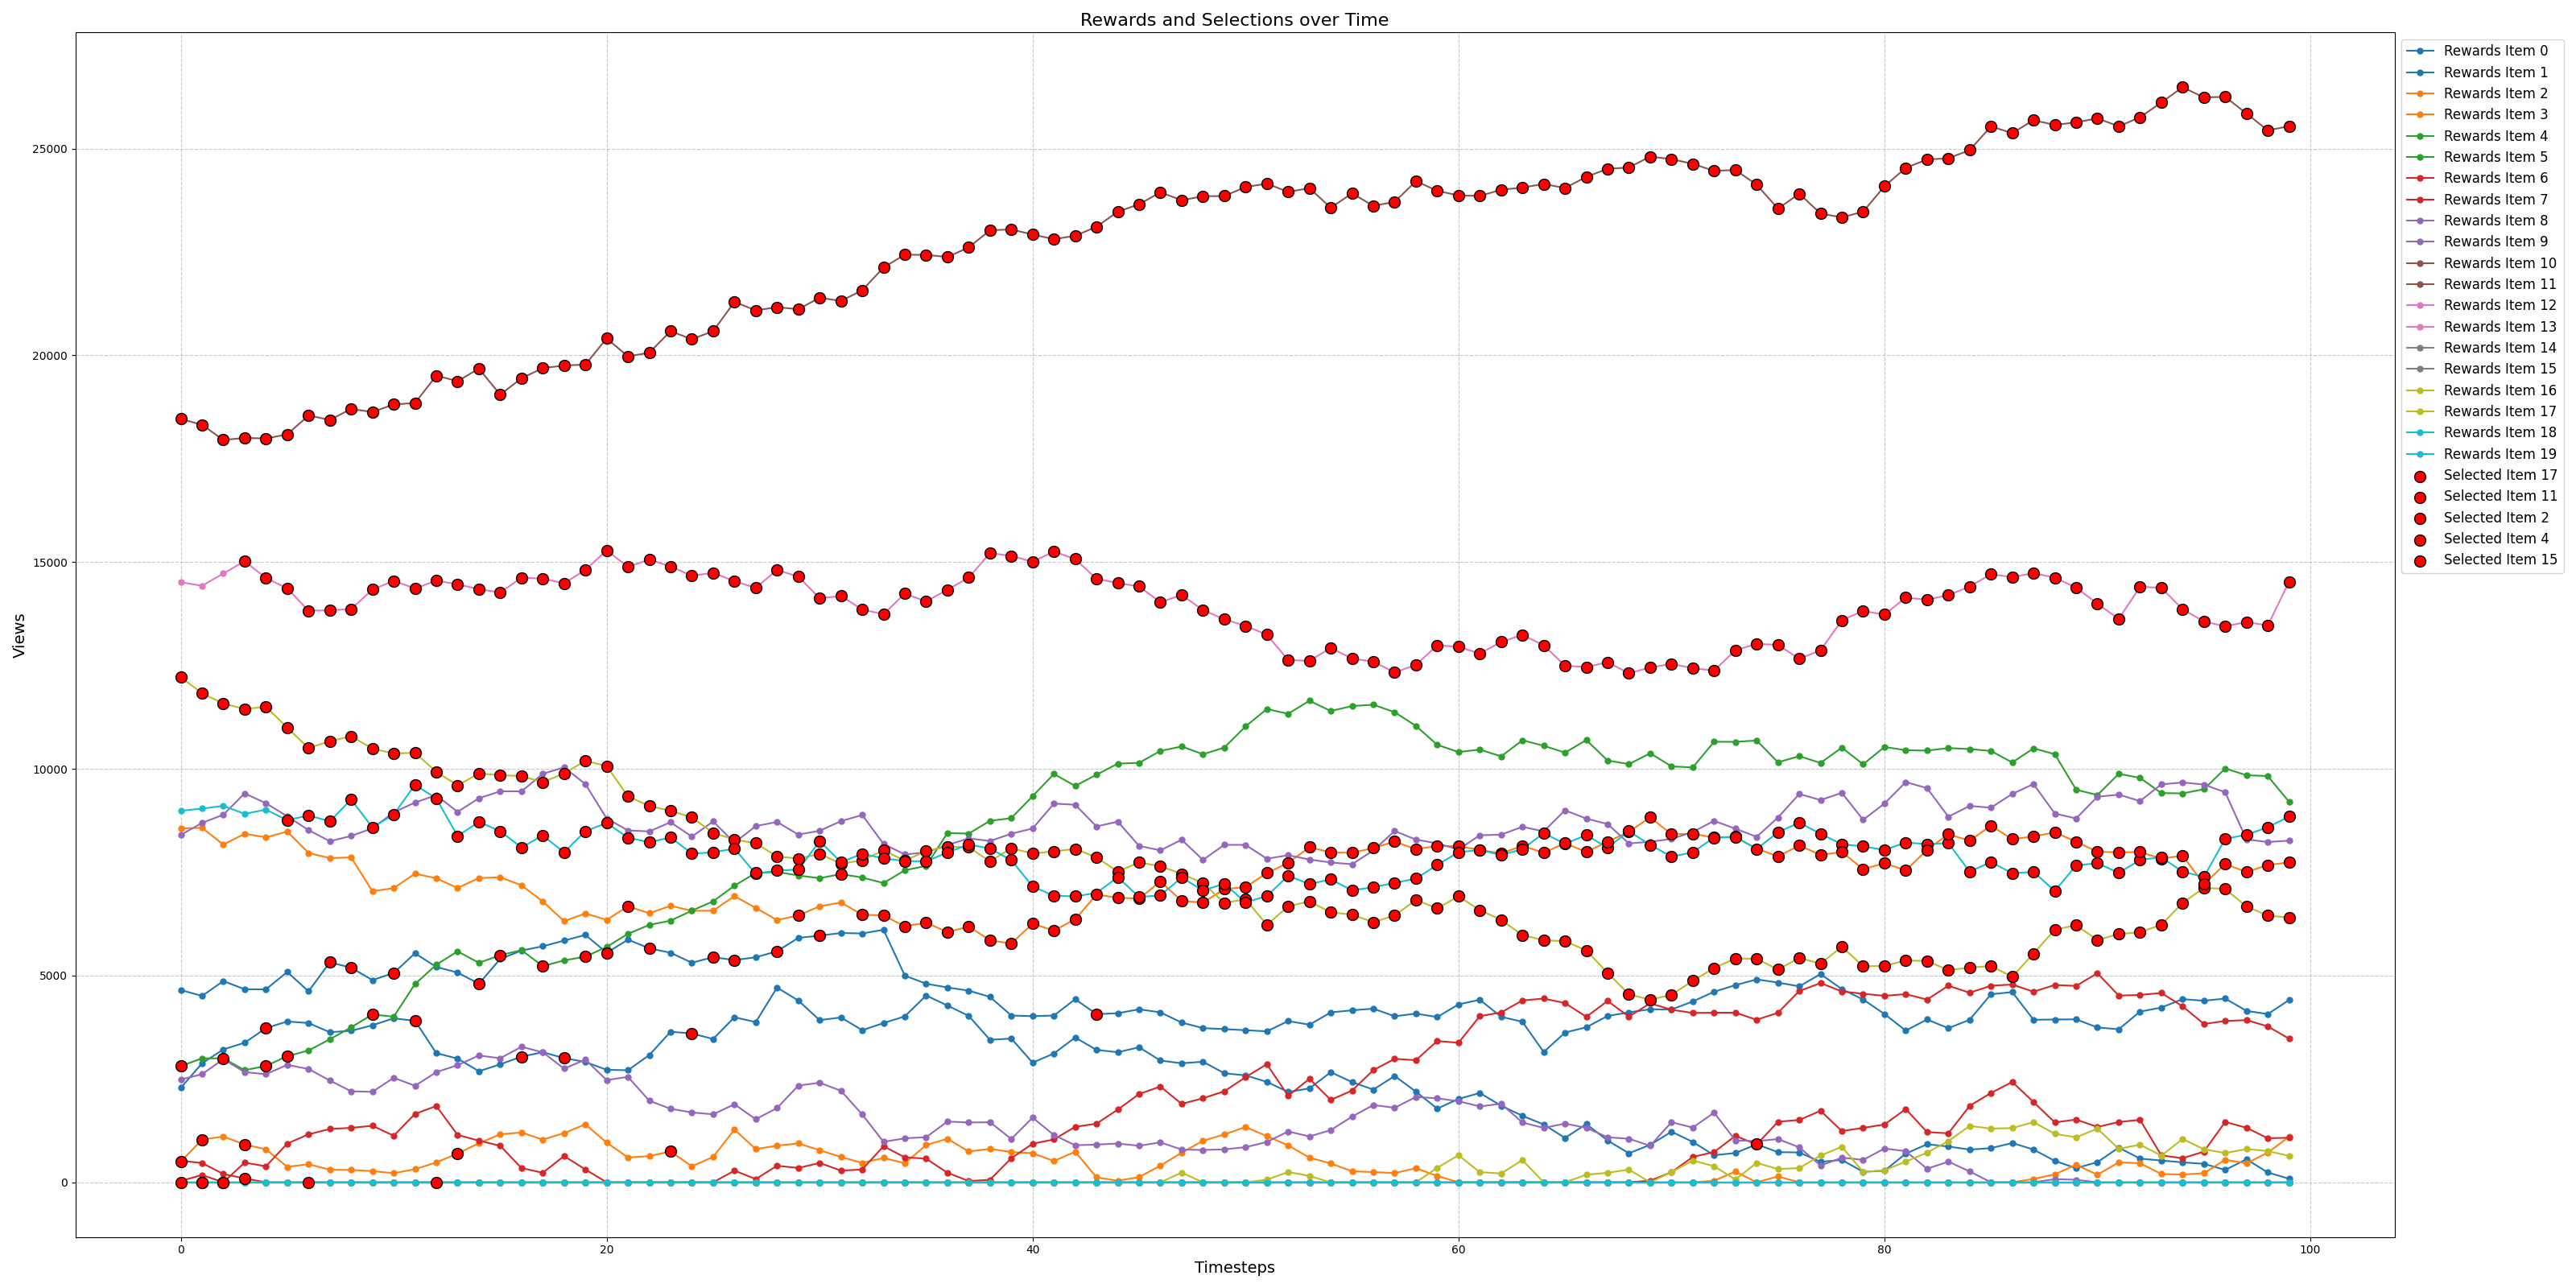 Rewards and Selections over Time
Views
25000
20000
15000
10000
5000
0
0 20 40 60 80 100
Timesteps
Rewards Item 0
Rewards Item 1
Rewards Item 2
Rewards Item 3
Rewards Item 4
Rewards Item 5
Rewards Item 6
Rewards Item 7
Rewards Item 8
Rewards Item 9
Rewards Item 10
Rewards Item 11
Rewards Item 12
Rewards Item 13
Rewards Item 14
Rewards Item 15
Rewards Item 16
Rewards Item 17
Rewards Item 18
Rewards Item 19
Selected Item 17
Selected Item 11
Selected Item 2
Selected Item 4
Selected Item 15